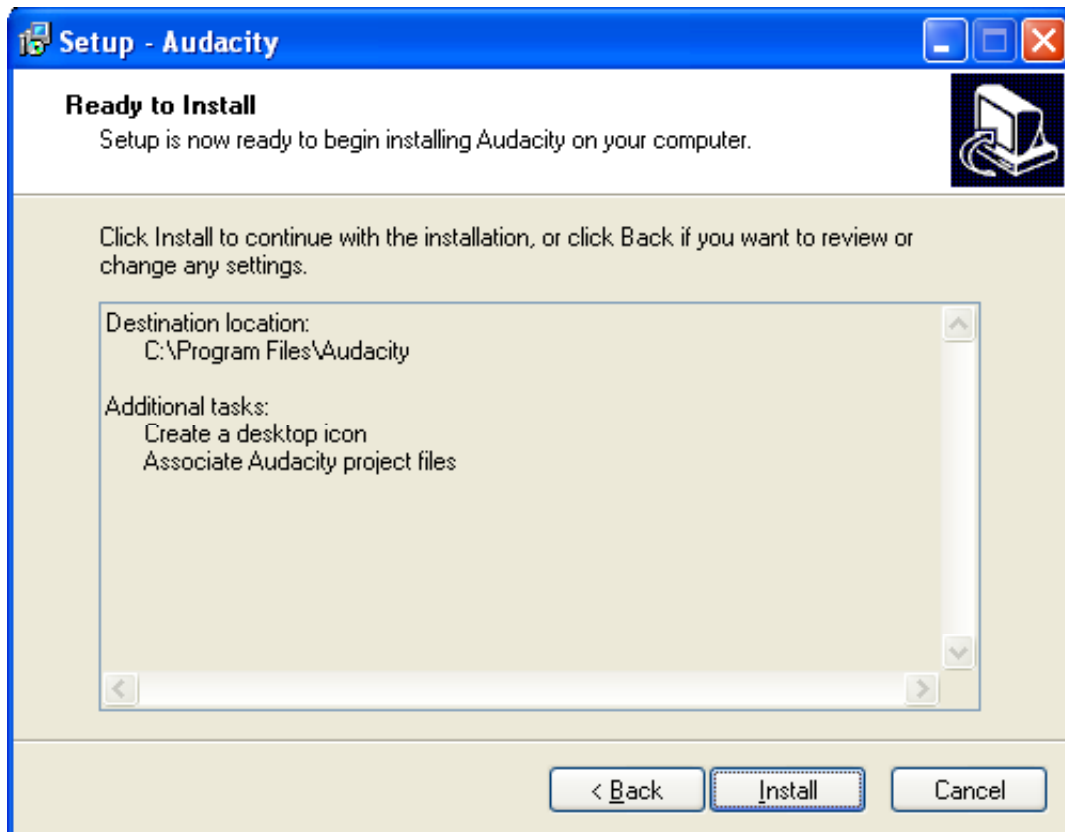 Setup - Audacity
Ready to Install
Setup is now ready to begin installing Audacity on your computer.
Click Install to continue with the installation, or click Back if you want to review or
change any settings.
Destination location:
C:\Program Files\Audacity
Additional tasks:
Create a desktop icon
Associate Audacity project files
< Back
Install
Cancel